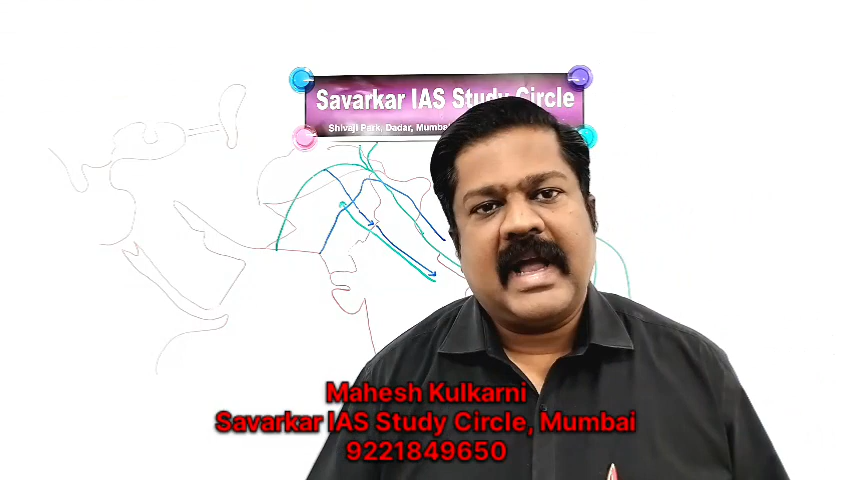 Savarkar IAS Study Circle
Shivaji Park, Dadar, Mumbai
Mahesh Kulkarni
Savarkar IAS Study Circle, Mumbai
9221849650